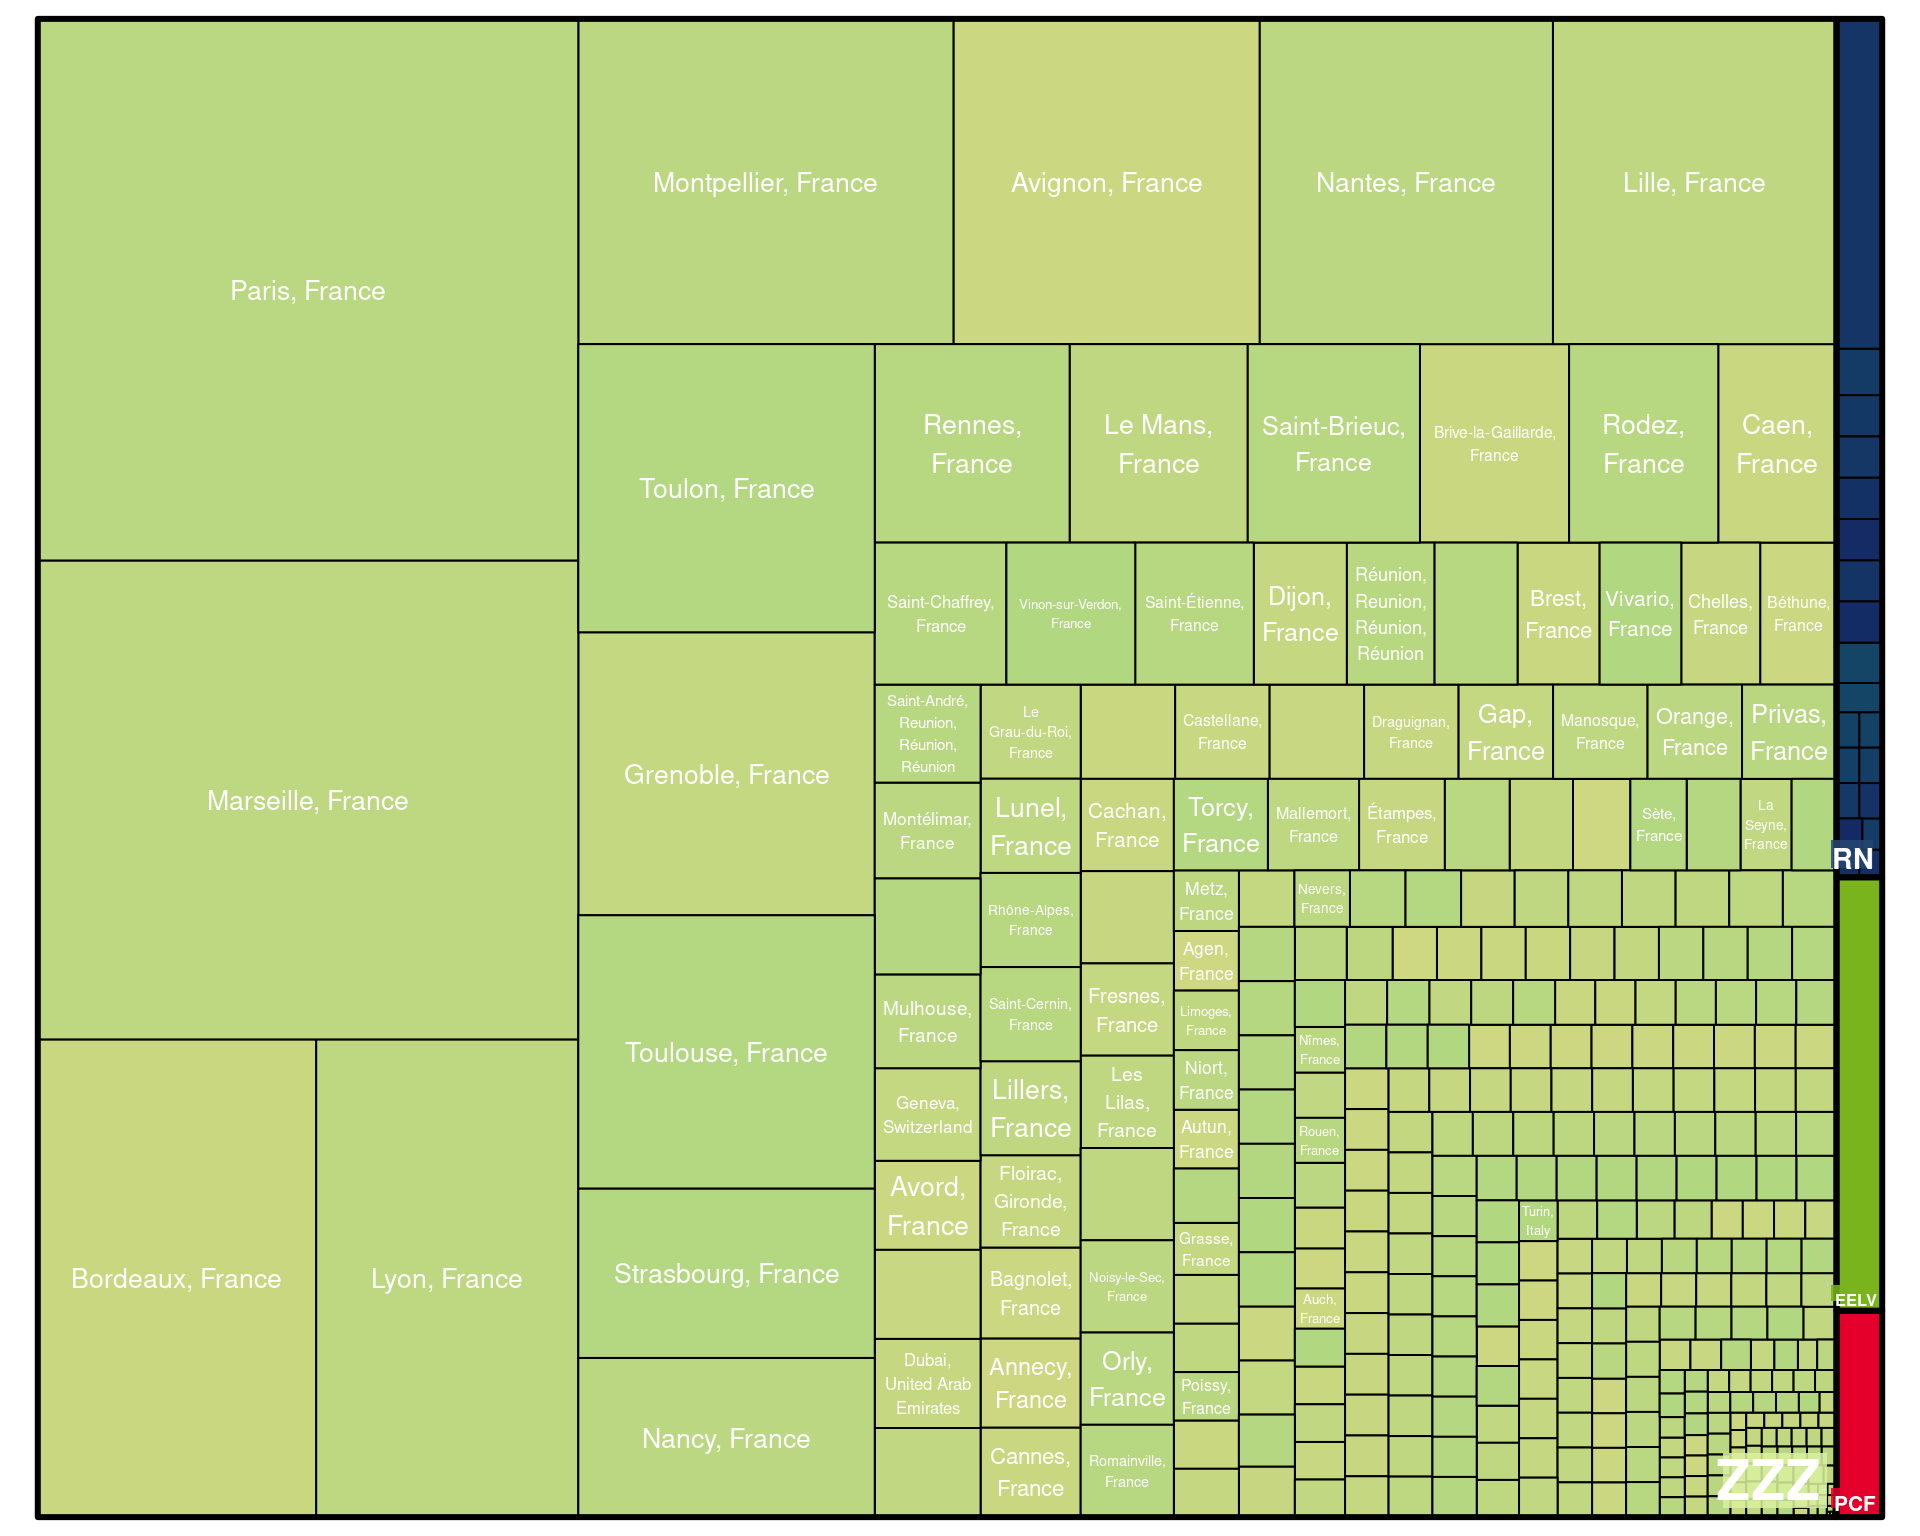 Paris, France
Montpellier, France
Avignon, France
Nantes, France
Lille, France
Toulon, France
Rennes,
France
Le Mans,
France
Saint-Brieuc,
France
Brive-la-Gaillarde,
France
Rodez,
France
Caen,
France
Saint-Chaffrey,
France
Vinon-sur-Verdon,
France
Saint-Étienne,
France
Dijon,
France
Réunion,
Reunion,
Réunion,
Réunion
Brest,
France
Vivario,
France
Chelles,
France
Béthune,
France
Marseille, France
Grenoble, France
Saint-André,
Reunion,
Réunion,
Réunion
Le
Grau-du-Roi,
France
Castellane,
France
Draguignan,
France
Gap,
France
Manosque,
France
Orange,
France
Privas,
France
Montélimar,
France
Lunel,
France
Cachan,
France
Torcy,
France
Mallemort,
France
Étampes,
France
Sète,
France
La
Seyne,
France
RN
Rhône-Alpes,
France
Metz,
France
Nevers,
France
Agen,
France
Toulouse, France
Mulhouse,
France
Saint-Cernin,
France
Fresnes,
France
Limoges,
France
Nîmes,
France
Geneva,
Switzerland
Lillers,
France
Les
Lilas,
France
Niort,
France
Autun,
France
Rouen,
France
Bordeaux, France
Lyon, France
Strasbourg, France
Avord,
France
Floirac,
Gironde,
France
Grasse,
France
Turin,
Italy
Bagnolet,
France
Noisy-le-Sec,
France
Auch,
France
EELV
Nancy, France
Dubai,
United Arab
Emirates
Annecy,
France
Orly,
France
Poissy,
France
Cannes,
France
Romainville,
France
ZZZ
PCF